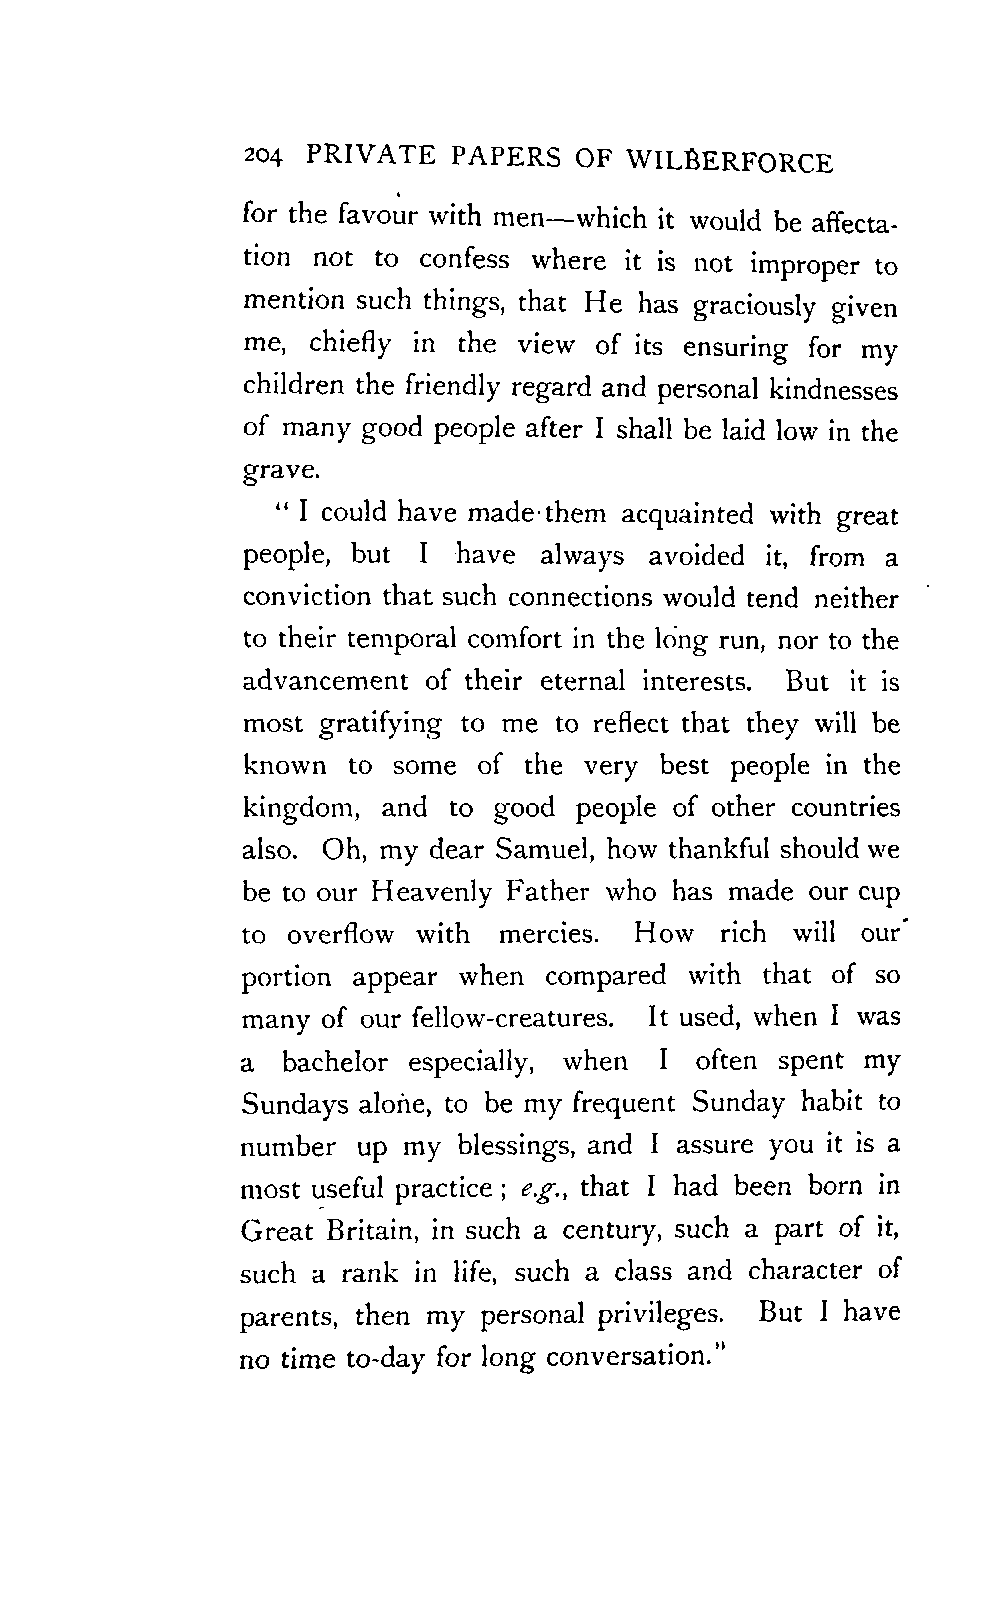 204 PRIVATE PAPERS OF WILBERFORCE
for the favour with men—which it would be affecta-
tion not to confess where it is not improper to
mention such things, that He has graciously given
me, chiefly in the view of its ensuring for my
children the friendly regard and personal kindnesses
of many good people after I shall be laid low in the
grave.
“ I could have made them acquainted with great
people, but I have always avoided it, from a
conviction that such connections would tend neither
to their temporal comfort in the long run, nor to the
advancement of their eternal interests. But it is
most gratifying to me to reflect that they will be
known to some of the very best people in the
kingdom, and to good people of other countries
also. Oh, my dear Samuel, how thankful should we
be to our Heavenly Father who has made our cup
to overflow with mercies. How rich will our
portion appear when compared with that of so
many of our fellow-creatures. It used, when I was
a bachelor especially, when I often spent my
Sundays alone, to be my frequent Sunday habit to
number up my blessings, and I assure you it is a
most useful practice ; e.g., that I had been born in
Great Britain, in such a century, such a part of it,
such a rank in life, such a class and character of
parents, then my personal privileges. But I have
no time to-day for long conversation.”